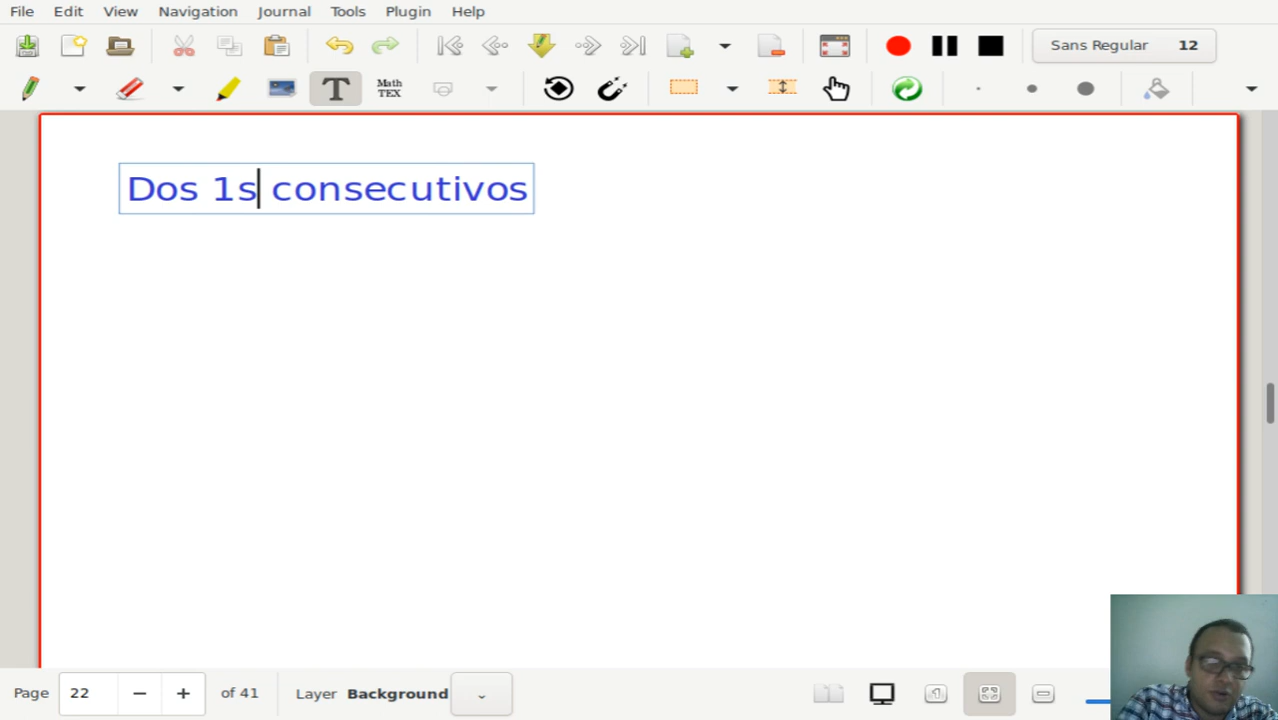 File Edit View Navigation Journal Tools Plugin Help
Sans Regular 12
T Math TEX
Dos 1s consecutivos
Page 22 − + of 41 Layer Background